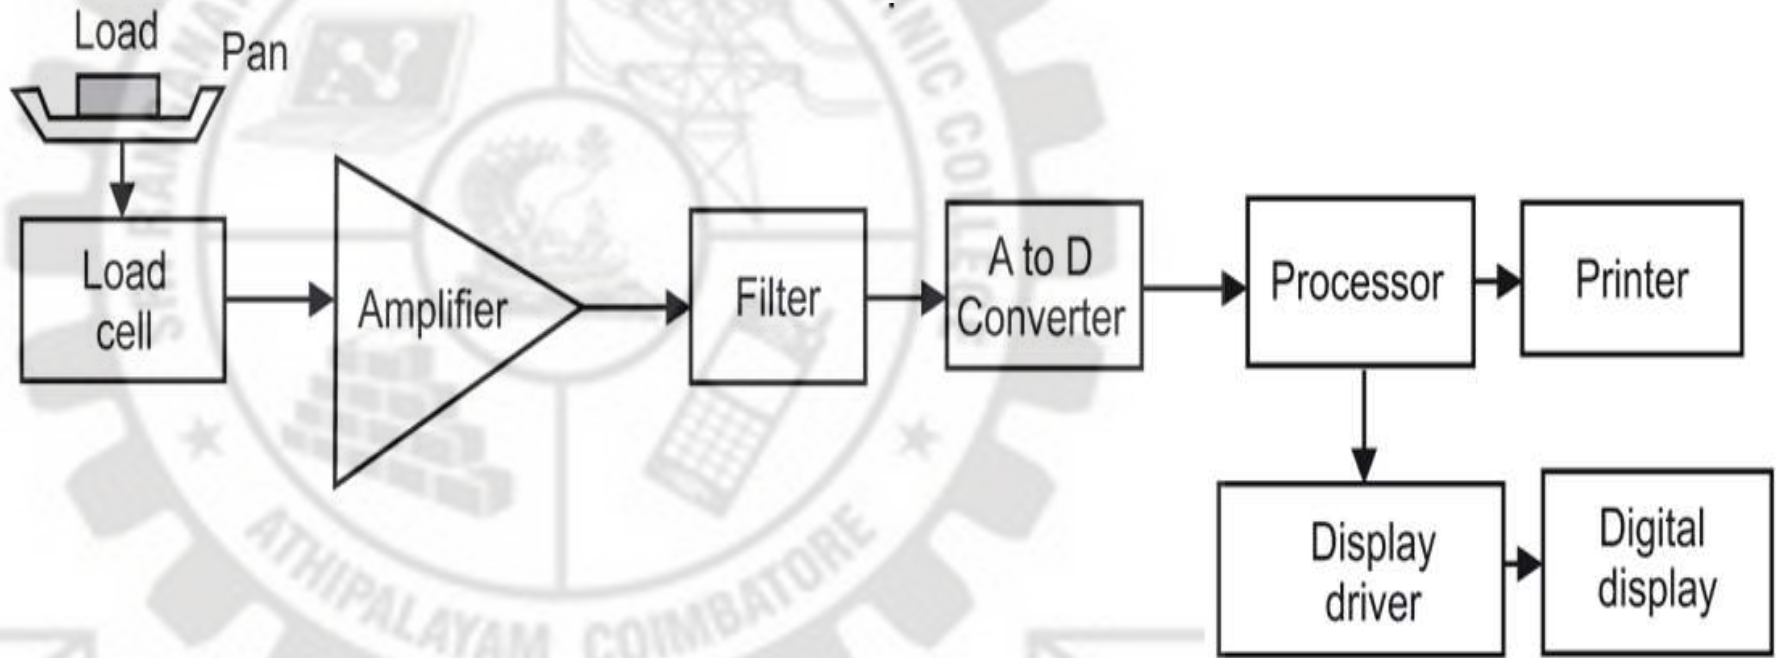 Load
Pan
Load
cell
Amplifier
Filter
A to D
Converter
Processor
Printer
Display
driver
Digital
display
ATHIPALAYAM COIMBATORE